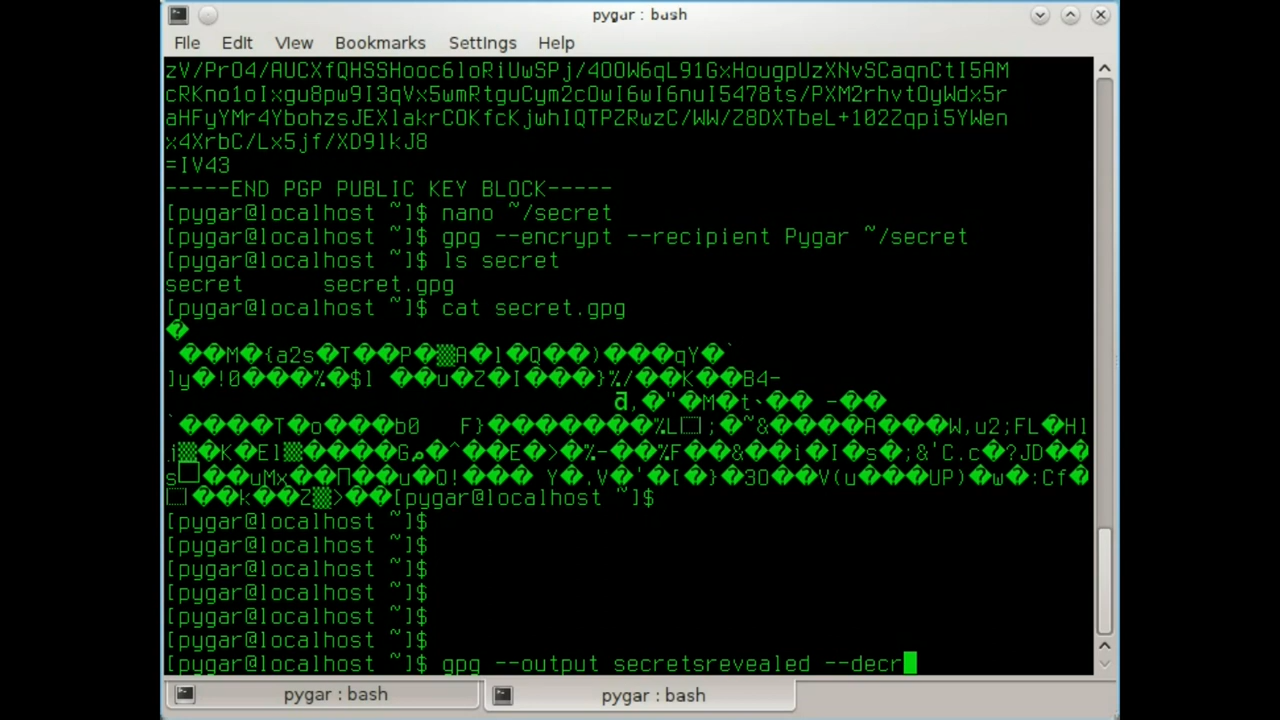 pygar : bash
File Edit View Bookmarks Settings Help
zV/PrO4/AUCXfQHSSHooc6loRiUwSPj/4OOW6qL91GxHougpUzXNvSCaqnCtI5AM
cRKno1oIxgu8pw9I3qVx5wmRtguCym2cOwI6wI6nuI5478ts/PXM2rhvtOyWdx5r
aHFyYMr4YbohzsJEXlakrCOKfcKjwhIQTPZRwzC/WW/Z8DXTbeL+102Zqpi5YWen
x4XrbC/Lx5jf/XD9lkJ8
=IV43
-----END PGP PUBLIC KEY BLOCK-----
[pygar@localhost ~]$ nano ~/secret
[pygar@localhost ~]$ gpg --encrypt --recipient Pygar ~/secret
[pygar@localhost ~]$ ls secret
secret secret.gpg
[pygar@localhost ~]$ cat secret.gpg
[pygar@localhost ~]$
[pygar@localhost ~]$
[pygar@localhost ~]$
[pygar@localhost ~]$
[pygar@localhost ~]$
[pygar@localhost ~]$
[pygar@localhost ~]$
[pygar@localhost ~]$ gpg --output secretsrevealed --decr
pygar : bash pygar : bash